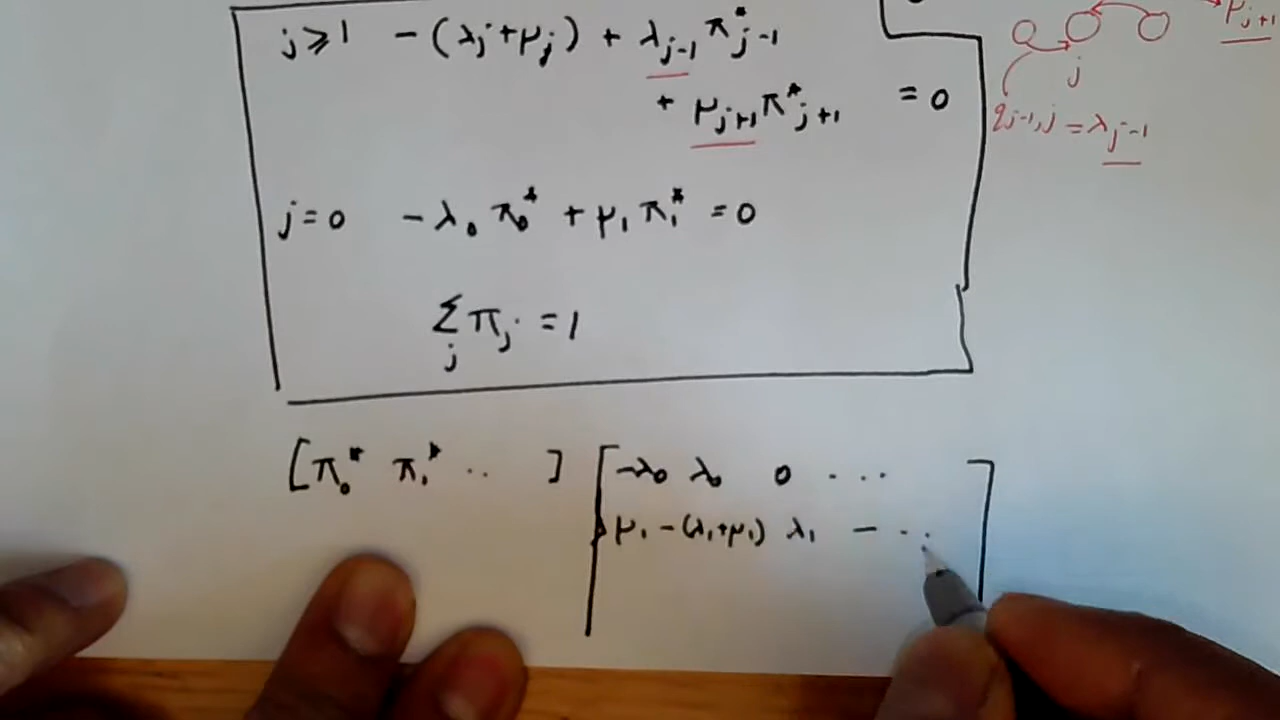 j ≥ 1 - (λj + μj) + λj-1 π*j-1
+ μj+1 π*j+1 = 0
μj+1
j
qj-1,j = λj-1
j = 0 - λ0 π0* + μ1 π1* = 0
Σj πj = 1
[π0* π1* ·· ] [-λ0 λ0 0 ...
μ1 -(λ1+μ1) λ1 - ... ]